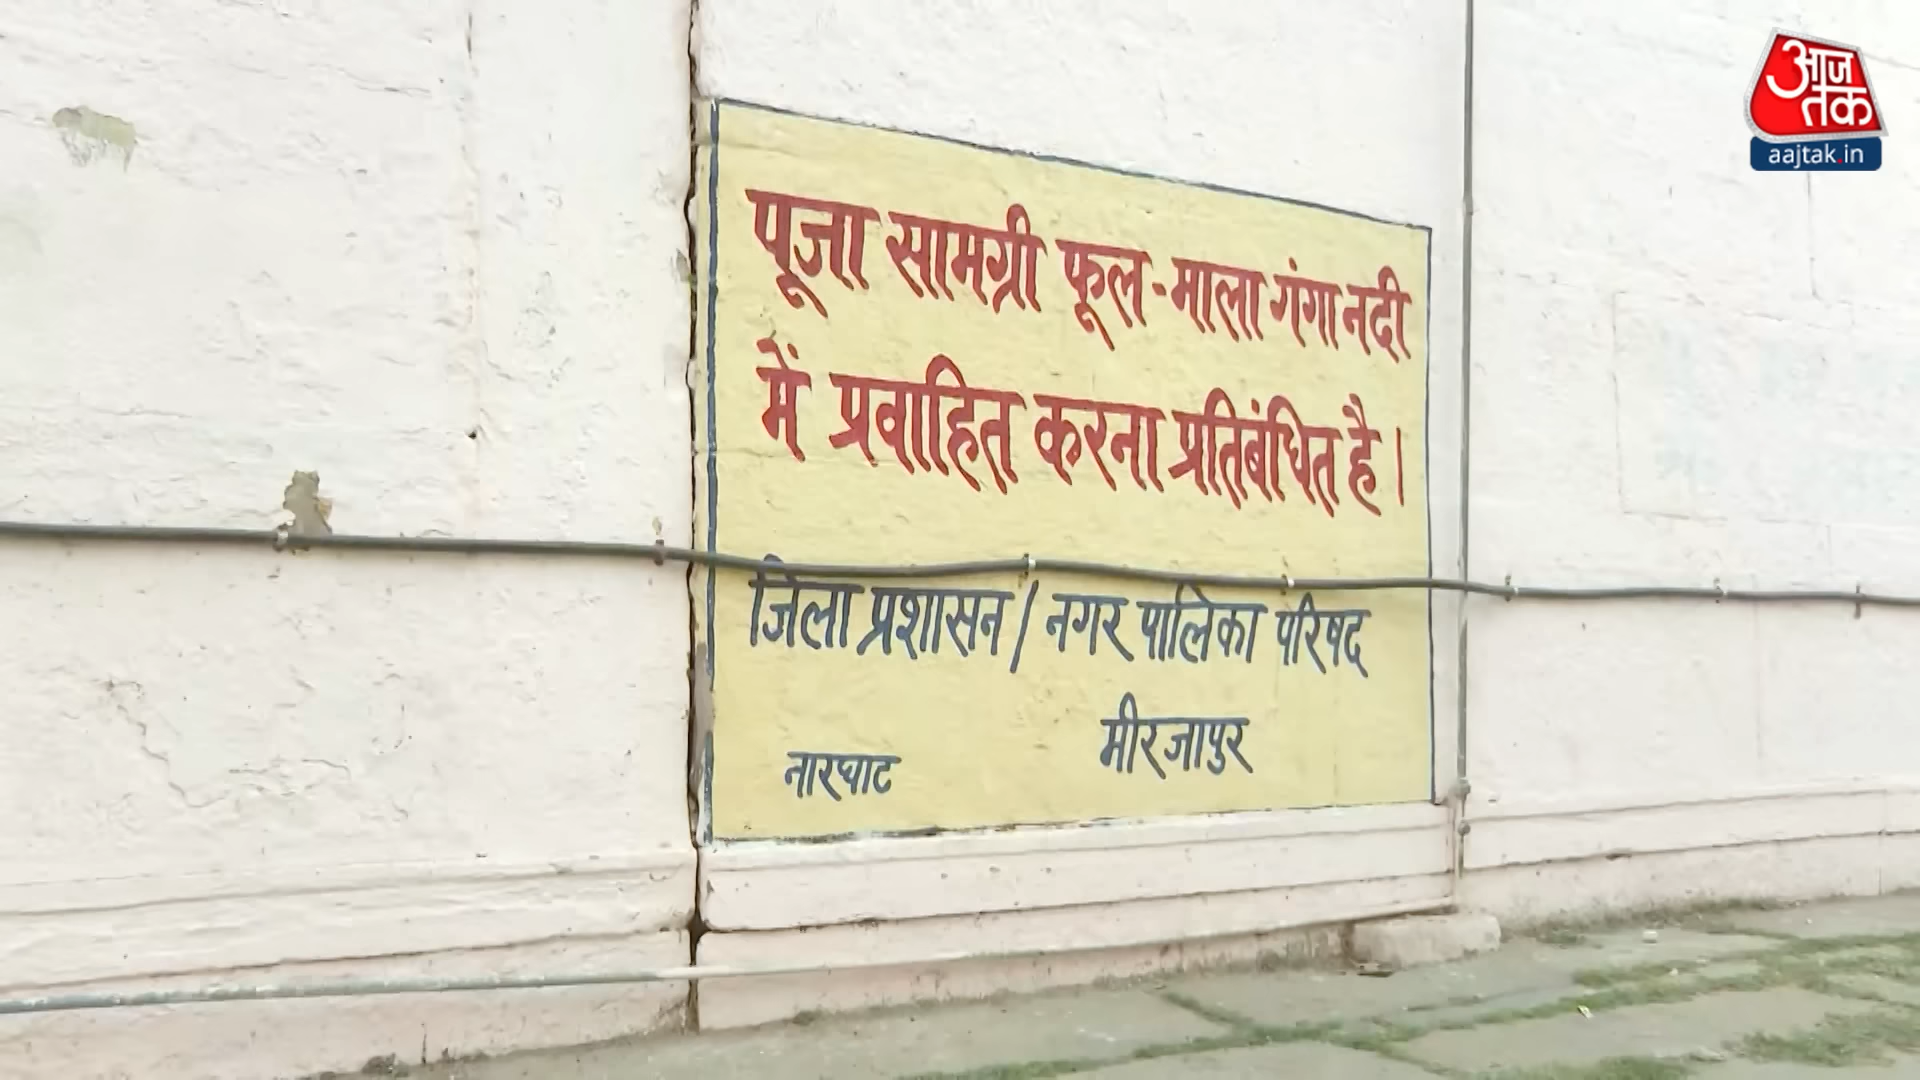 आज
तक
aajtak.in
पूजा सामग्री फूल-माला गंगा नदी
में प्रवाहित करना प्रतिबंधित है।
जिला प्रशासन/नगर पालिका परिषद
मीरजापुर
नारघाट